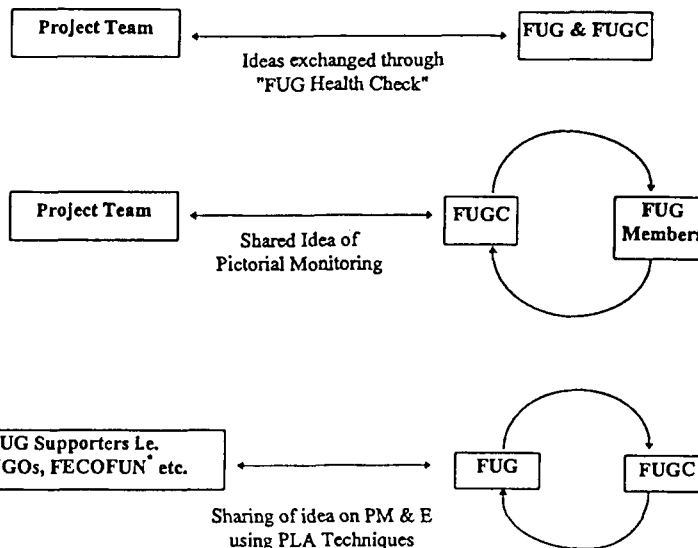 Project Team
FUG & FUGC
Ideas exchanged through
"FUG Health Check"
Project Team
FUGC
FUG
Members
Shared Idea of
Pictorial Monitoring
UG Supporters I.e.
GOs, FECOFUN* etc.
FUG
FUGC
Sharing of idea on PM & E
using PLA Techniques